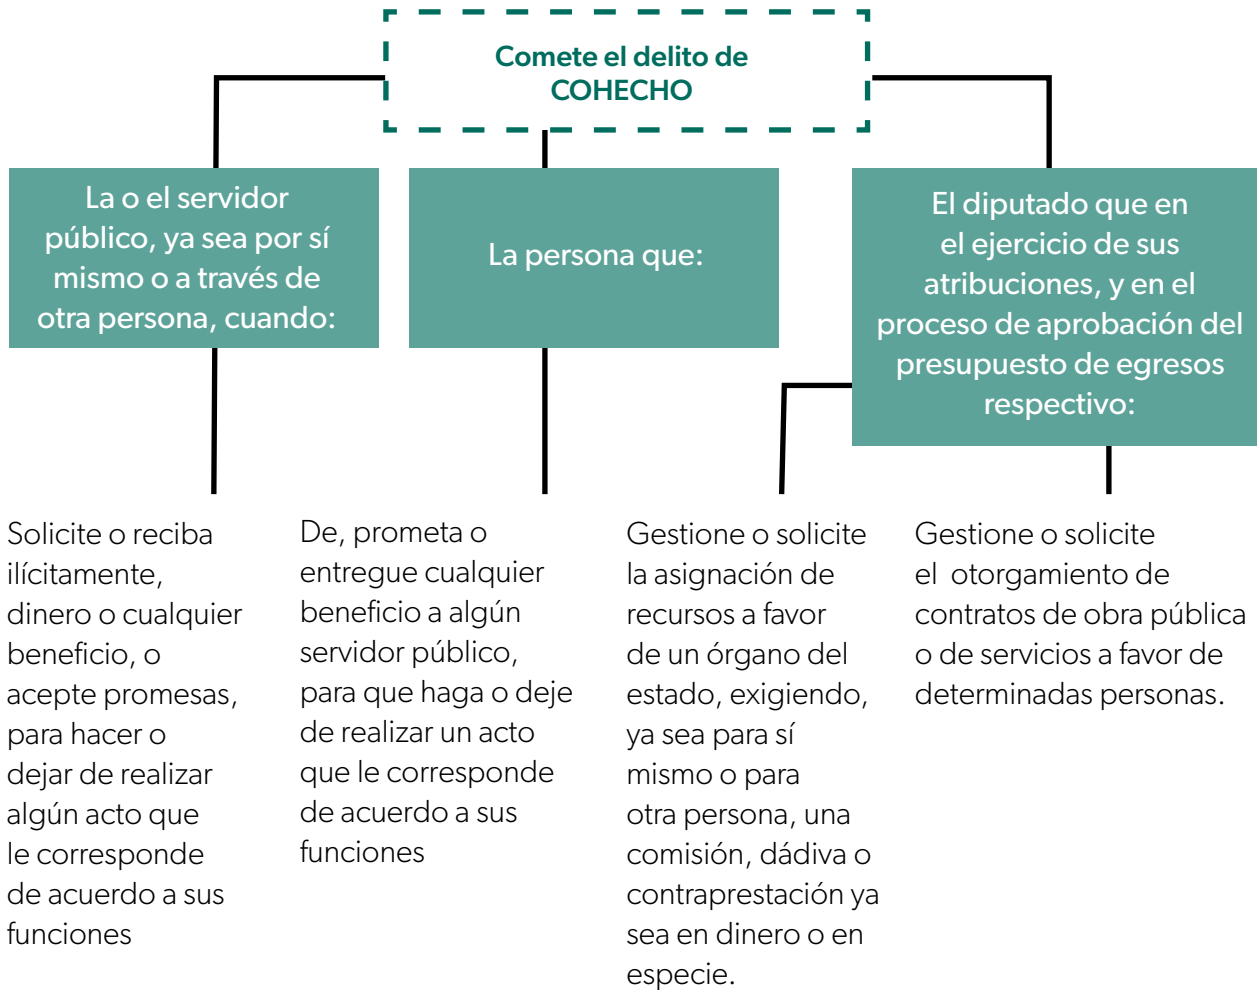 Comete el delito de
COHECHO
La o el servidor
público, ya sea por sí
mismo o a través de
otra persona, cuando:
La persona que:
El diputado que en
el ejercicio de sus
atribuciones, y en el
proceso de aprobación del
presupuesto de egresos
respectivo:
Solicite o reciba
ilícitamente,
dinero o cualquier
beneficio, o
acepte promesas,
para hacer o
dejar de realizar
algún acto que
le corresponde
de acuerdo a sus
funciones
De, prometa o
entregue cualquier
beneficio a algún
servidor público,
para que haga o deje
de realizar un acto
que le corresponde
de acuerdo a sus
funciones
Gestione o solicite
la asignación de
recursos a favor
de un órgano del
estado, exigiendo,
ya sea para sí
mismo o para
otra persona, una
comisión, dádiva o
contraprestación ya
sea en dinero o en
especie.
Gestione o solicite
el  otorgamiento de
contratos de obra pública
o de servicios a favor de
determinadas personas.